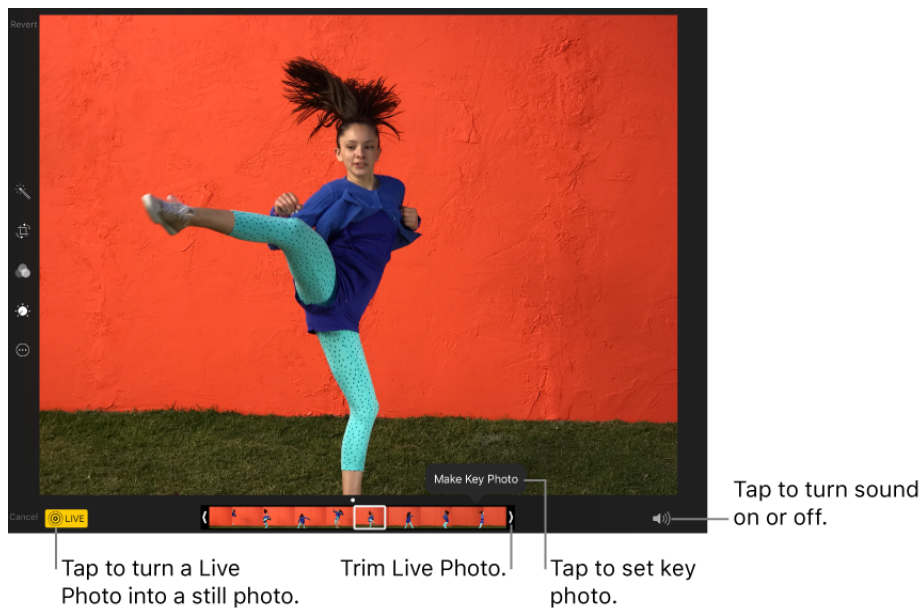 Revert
Make Key Photo
Cancel
LIVE
Tap to turn sound
on or off.
Tap to turn a Live
Photo into a still photo.
Trim Live Photo.
Tap to set key
photo.